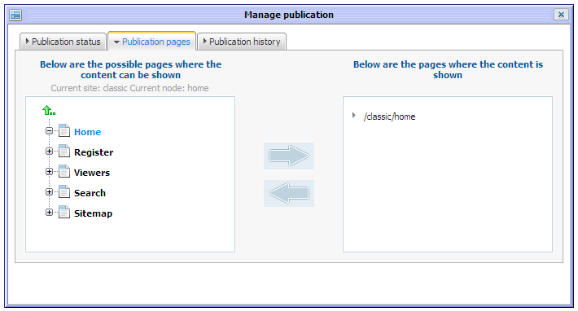 Manage publication
Publication status
Publication pages
Publication history
Below are the possible pages where the
content can be shown
Current site: classic Current node: home
Home
Register
Viewers
Search
Sitemap
Below are the pages where the content is
shown
/classic/home